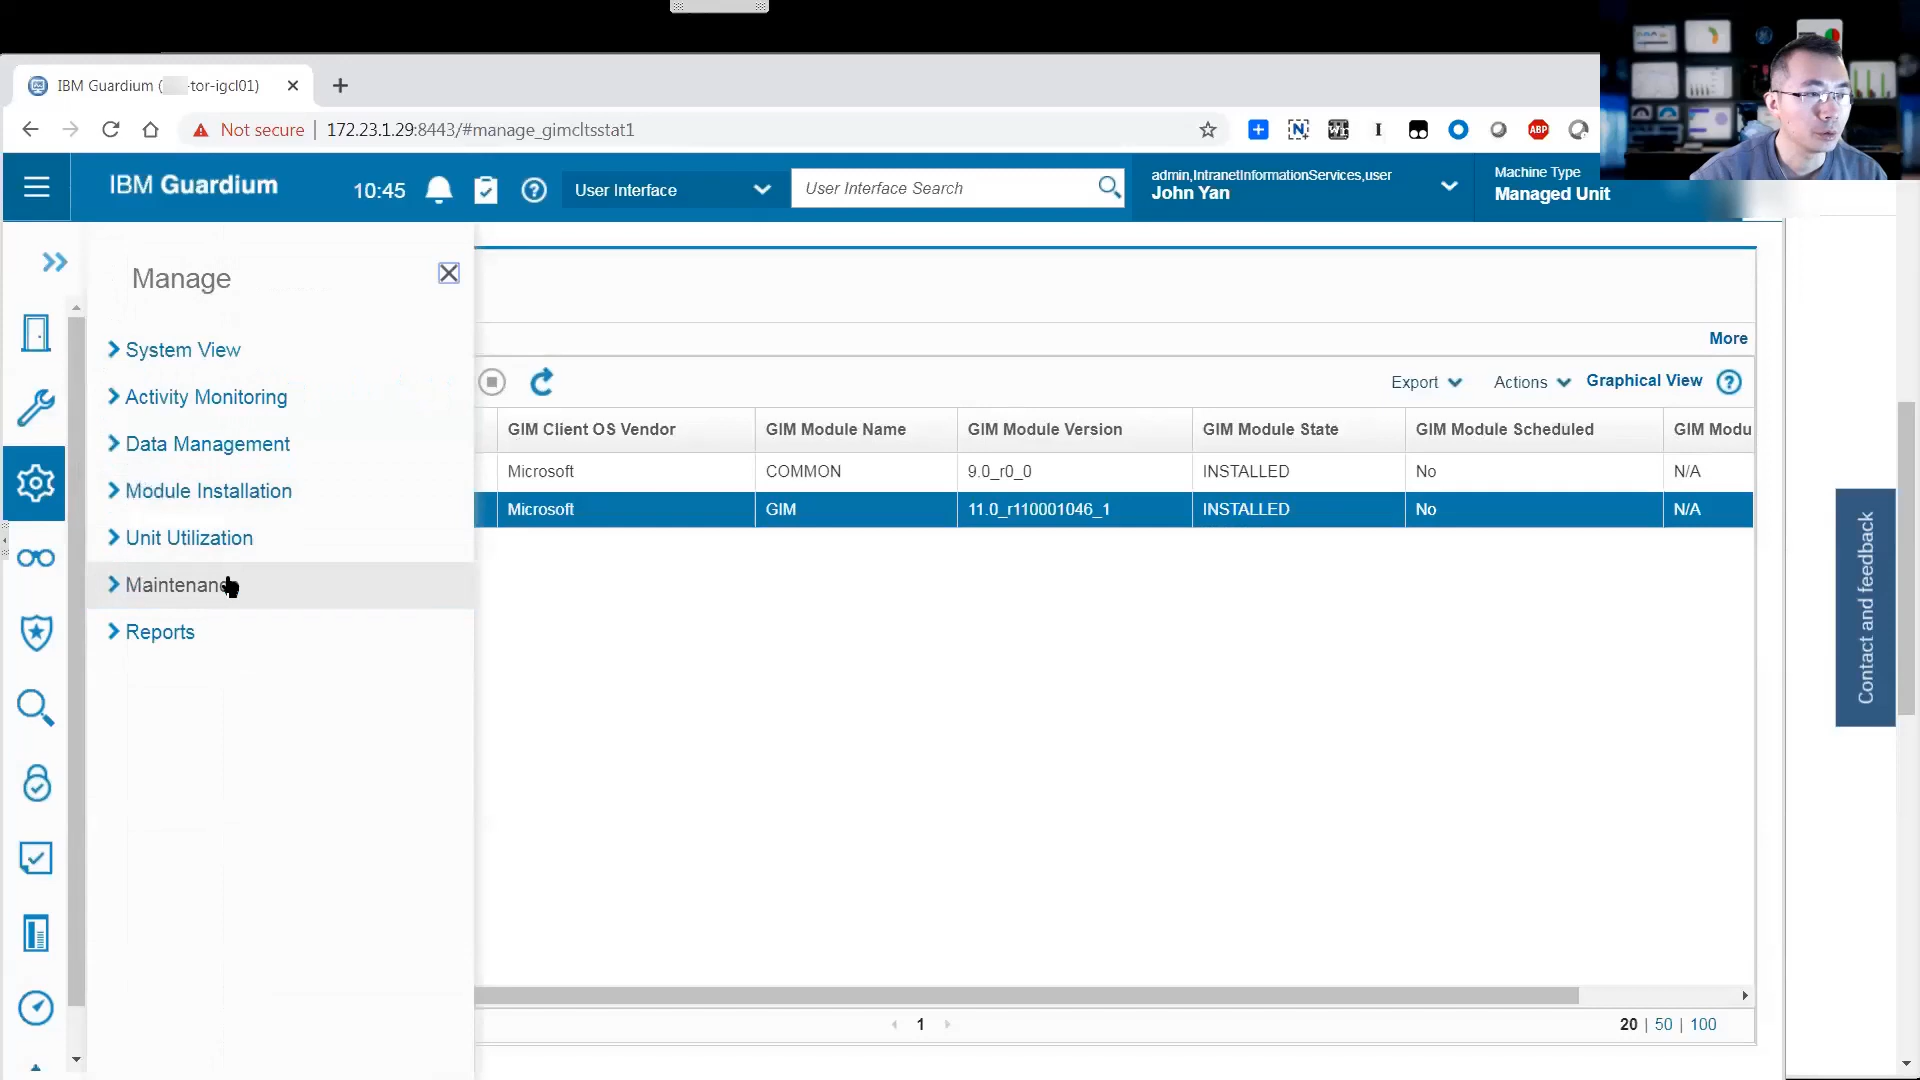 IBM Guardium ( -tor-igcl01)
Not secure | 172.23.1.29:8443/#manage_gimcltsstat1
ABP
IBM Guardium
10:45
User Interface
User Interface Search
admin,IntranetInformationServices,user
John Yan
Machine Type
Managed Unit
Manage
System View
Activity Monitoring
Data Management
Module Installation
Unit Utilization
Maintenan
Reports
More
Export
Actions
Graphical View
GIM Client OS Vendor GIM Module Name GIM Module Version GIM Module State GIM Module Scheduled GIM Modu
Microsoft COMMON 9.0_r0_0 INSTALLED No N/A
Microsoft GIM 11.0_r110001046_1 INSTALLED No N/A
1
20 | 50 | 100
Contact and feedback